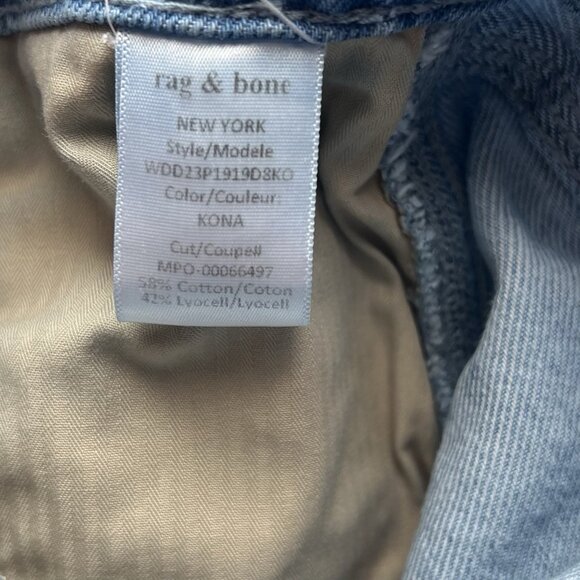 rag & bone
NEW YORK
Style/Modele
WDD23P1919D8KO
Color/Couleur:
KONA
Cut/Coupe#
MPO-00066497
58% Cotton/Coton
42% Lyocell/Lyocell